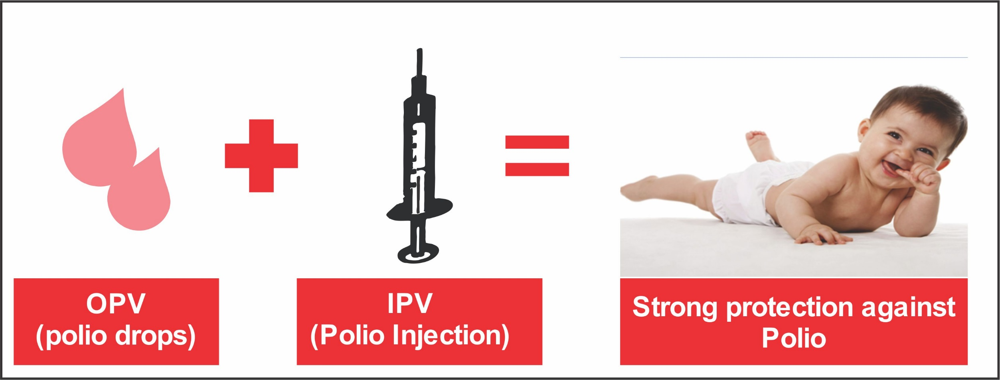 OPV
(polio drops)
IPV
(Polio Injection)
Strong protection against
Polio